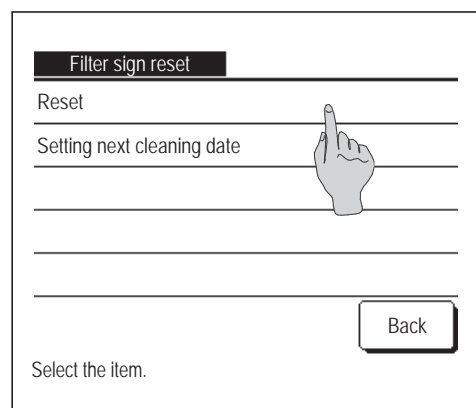 Filter sign reset
Reset
Setting next cleaning date
Back
Select the item.